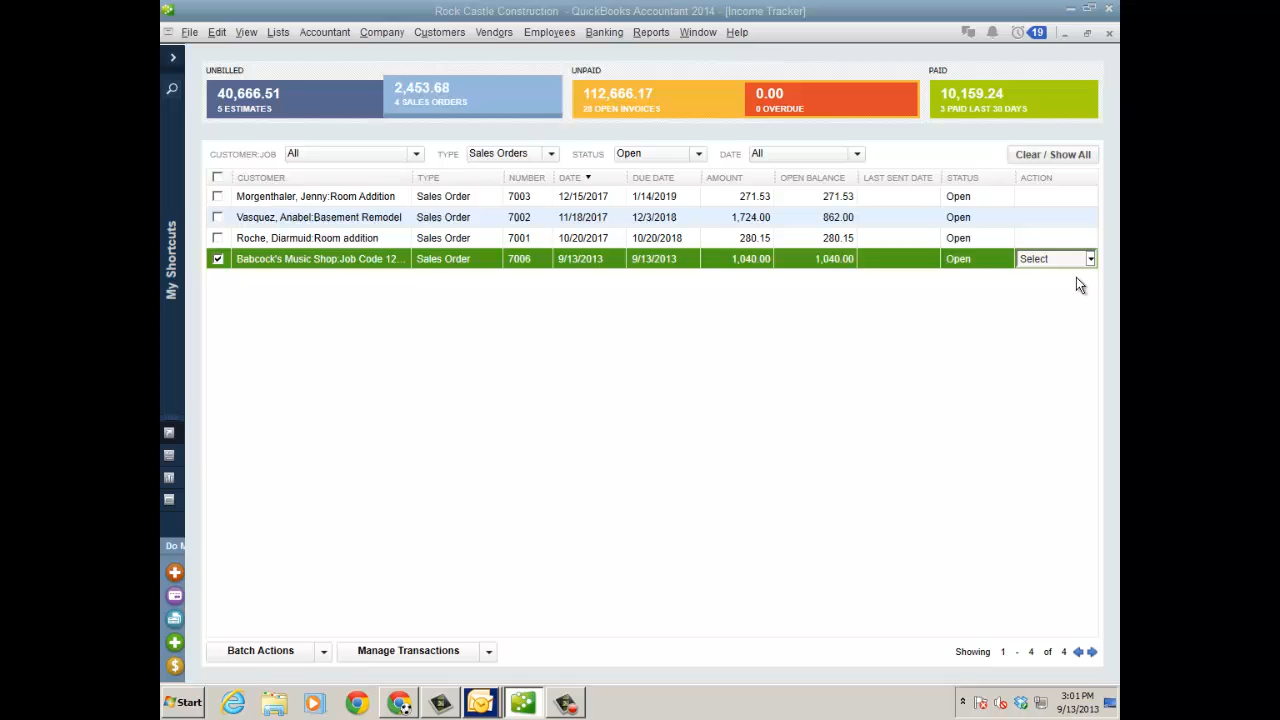 Rock Castle Construction - QuickBooks Accountant 2014 - [Income Tracker]
File Edit View Lists Accountant Company Customers Vendors Employees Banking Reports Window Help 19
UNBILLED UNPAID PAID
40,666.51 2,453.68 112,666.17 0.00 10,159.24
5 ESTIMATES 4 SALES ORDERS 20 OPEN INVOICES 0 OVERDUE 3 PAID LAST 30 DAYS
CUSTOMER:JOB All TYPE Sales Orders STATUS Open DATE All Clear / Show All
CUSTOMER TYPE NUMBER DATE DUE DATE AMOUNT OPEN BALANCE LAST SENT DATE STATUS ACTION
Morgenthaler, Jenny:Room Addition Sales Order 7003 12/15/2017 1/14/2019 271.53 271.53 Open
Vasquez, Anabel:Basement Remodel Sales Order 7002 11/18/2017 12/3/2018 1,724.00 862.00 Open
Roche, Diarmuid:Room addition Sales Order 7001 10/20/2017 10/20/2018 280.15 280.15 Open
Babcock's Music Shop:Job Code 12... Sales Order 7006 9/13/2013 9/13/2013 1,040.00 1,040.00 Open Select
My Shortcuts
Do M
Batch Actions Manage Transactions Showing 1 - 4 of 4
Start 3:01 PM
9/13/2013